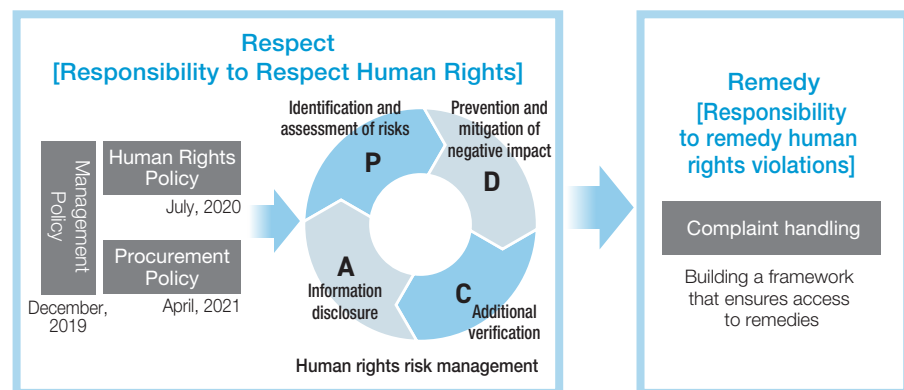 Respect
[Responsibility to Respect Human Rights]
Management
Policy
December,
2019
Human Rights
Policy
July, 2020
Procurement
Policy
April, 2021
Identification and
assessment of risks
P
Prevention and
mitigation of
negative impact
D
C
Additional
verification
A
Information
disclosure
Human rights risk management
Remedy
[Responsibility
to remedy human
rights violations]
Complaint handling
Building a framework
that ensures access
to remedies